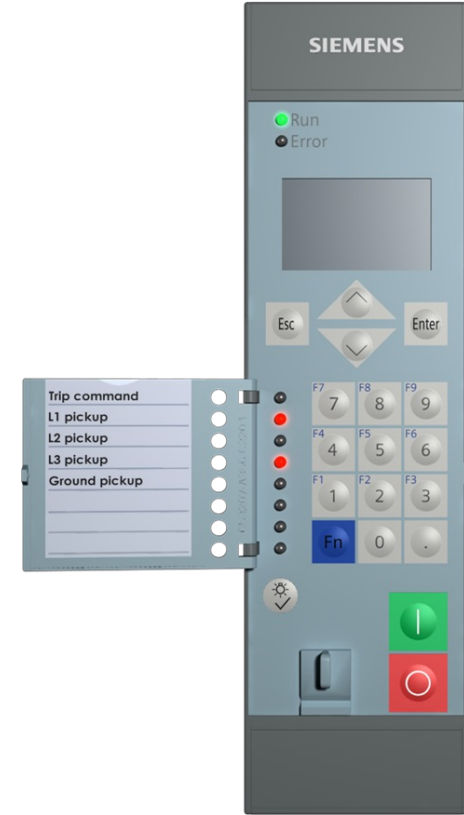 SIEMENS
Run
Error
Esc
Enter
Trip command
L1 pickup
L2 pickup
L3 pickup
Ground pickup
F7 7 F8 8 F9 9
F4 4 F5 5 F6 6
F1 1 F2 2 F3 3
Fn 0 .